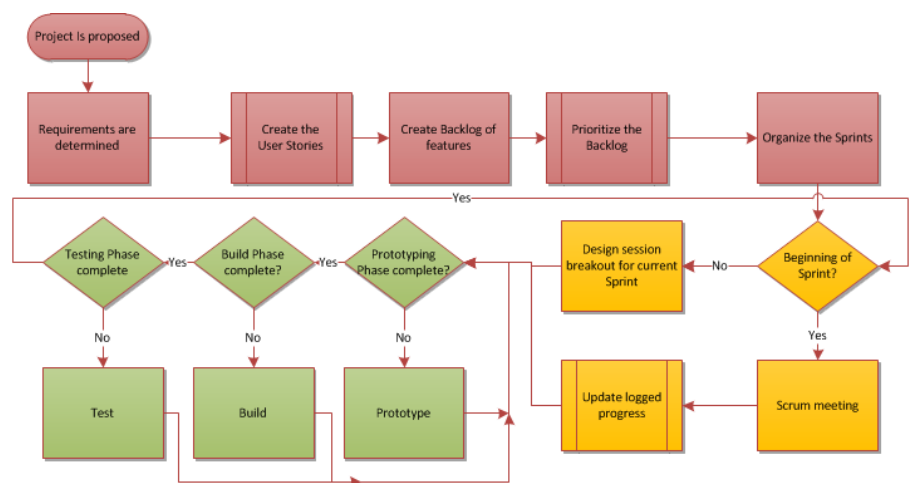 Project Is proposed
Requirements are
determined
Create the
User Stories
Create Backlog of
features
Prioritize the
Backlog
Organize the Sprints
Yes
Testing Phase
complete
Yes
Build Phase
complete?
Yes
Prototyping
Phase complete?
Design session
breakout for current
Sprint
No
Beginning of
Sprint?
No
No
No
Yes
Test
Build
Prototype
Update logged
progress
Scrum meeting